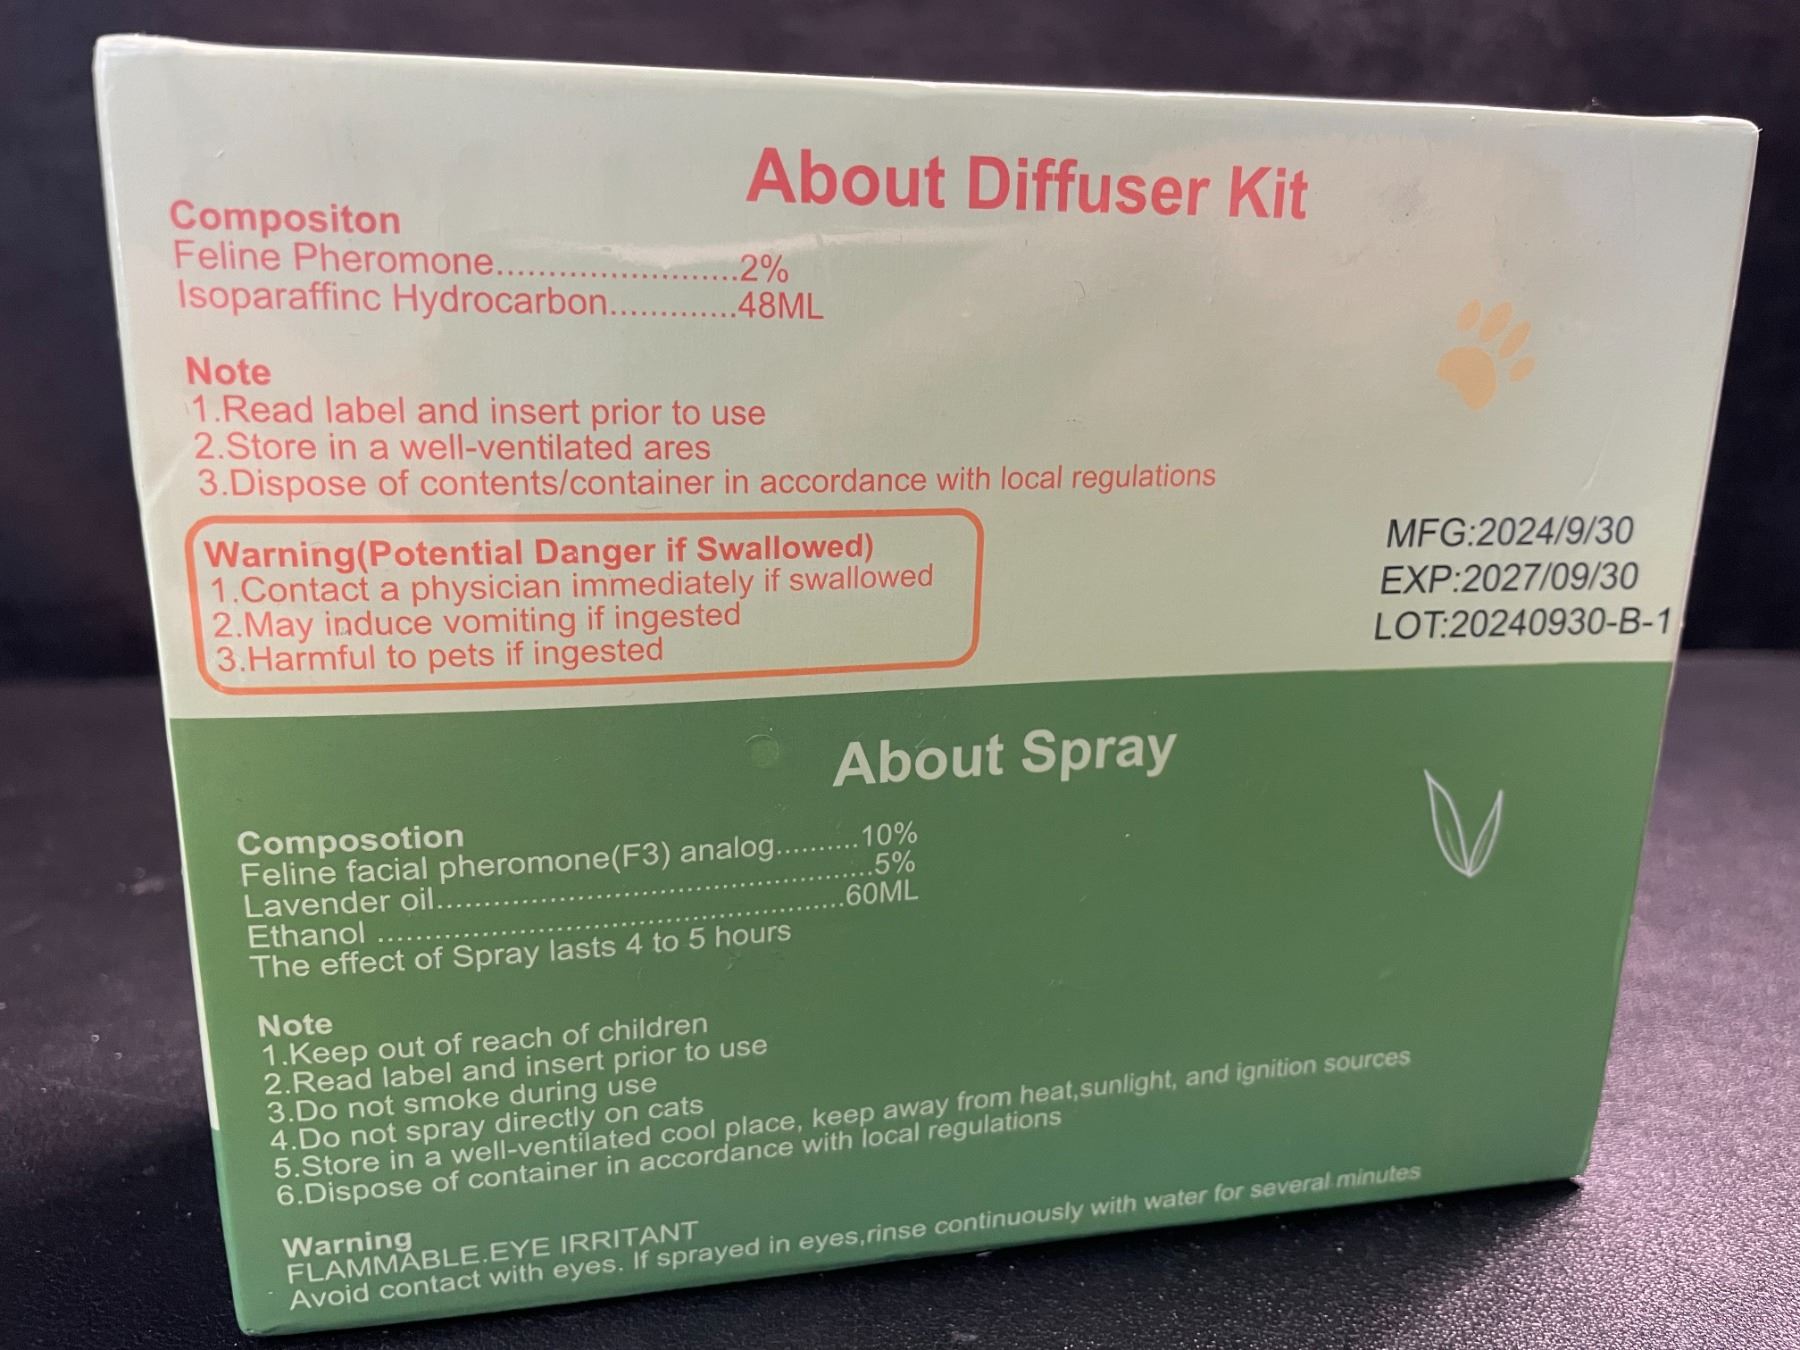 About Diffuser Kit
Compositon
Feline Pheromone........................2%
Isoparaffinc Hydrocarbon.............48ML
Note
1.Read label and insert prior to use
2.Store in a well-ventilated ares
3.Dispose of contents/container in accordance with local regulations
Warning(Potential Danger if Swallowed)
1.Contact a physician immediately if swallowed
2.May induce vomiting if ingested
3.Harmful to pets if ingested
MFG:2024/9/30
EXP:2027/09/30
LOT:20240930-B-1
About Spray
Composotion
Feline facial pheromone(F3) analog..........10%
Lavender oil.............................................5%
Ethanol ................................................60ML
The effect of Spray lasts 4 to 5 hours
Note
1.Keep out of reach of children
2.Read label and insert prior to use
3.Do not smoke during use
4.Do not spray directly on cats
5.Store in a well-ventilated cool place, keep away from heat,sunlight, and ignition sources
6.Dispose of container in accordance with local regulations
Warning
FLAMMABLE.EYE IRRITANT
Avoid contact with eyes. If sprayed in eyes,rinse continuously with water for several minutes